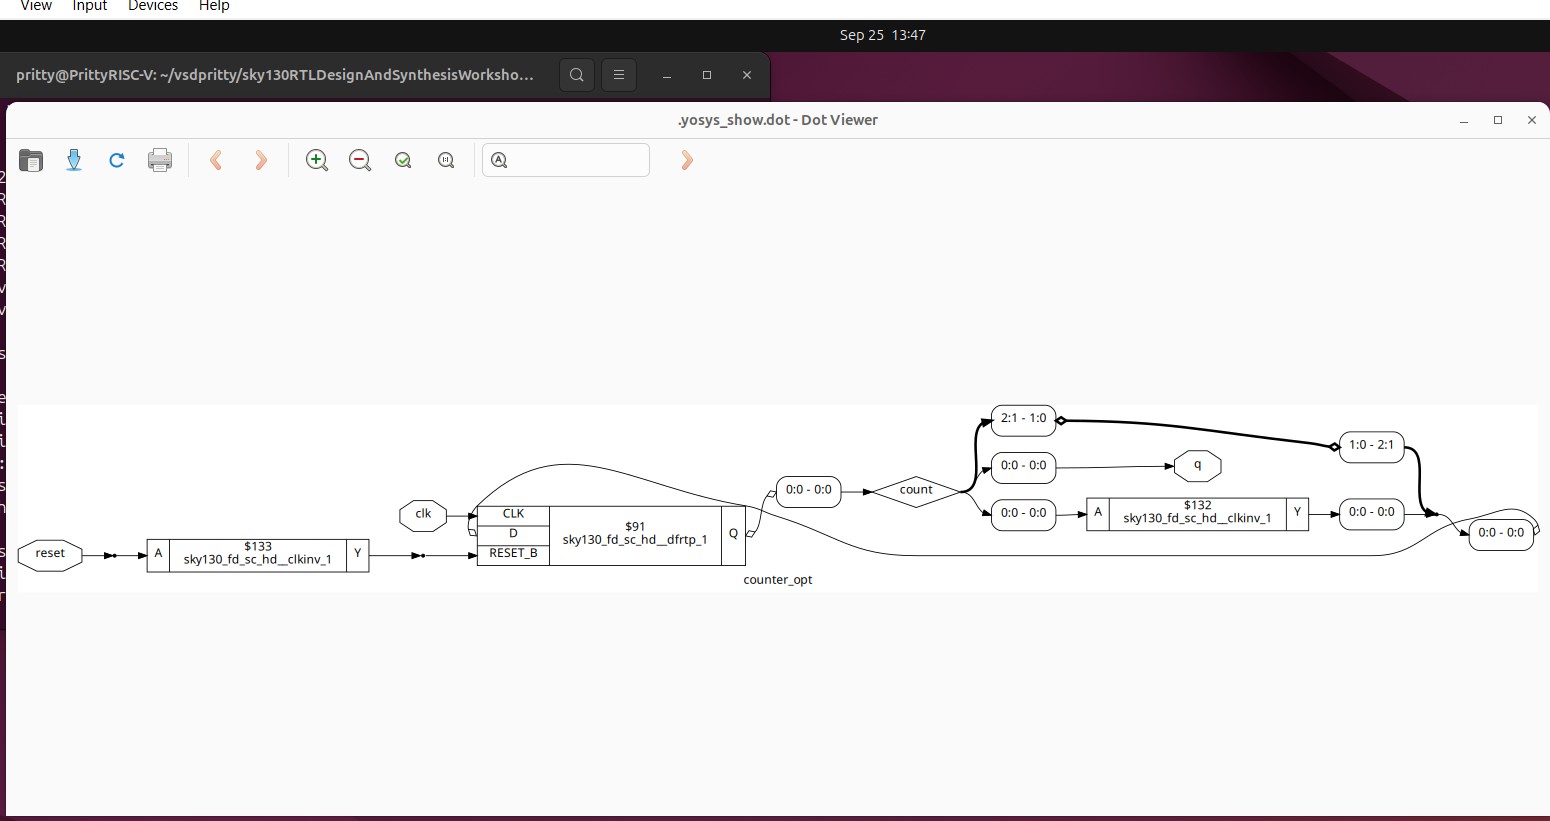 View Input Devices Help
Sep 25 13:47
pritty@PrittyRISC-V: ~/vsdpritty/sky130RTLDesignAndSynthesisWorksho…
.yosys_show.dot - Dot Viewer
2:1 - 1:0
1:0 - 2:1
0:0 - 0:0
q
0:0 - 0:0
count
clk
CLK
D
RESET_B
$91
sky130_fd_sc_hd__dfrtp_1
Q
0:0 - 0:0
A
$132
sky130_fd_sc_hd__clkinv_1
Y
0:0 - 0:0
0:0 - 0:0
reset
A
$133
sky130_fd_sc_hd__clkinv_1
Y
counter_opt